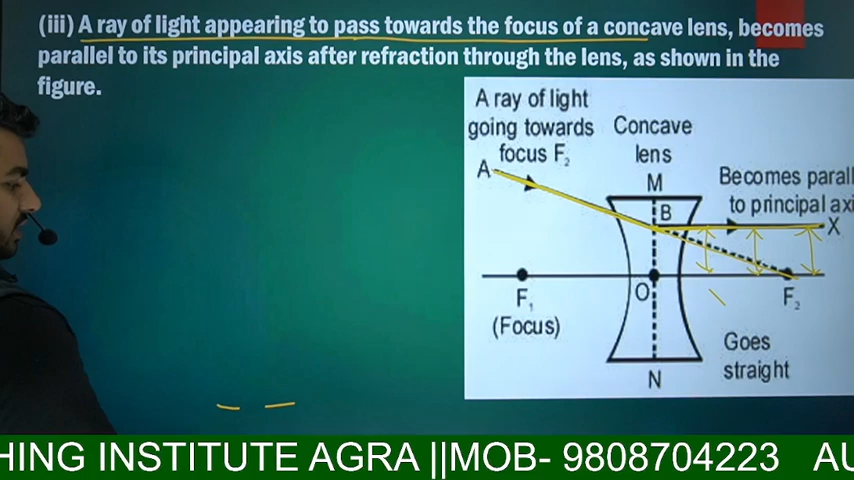 (iii) A ray of light appearing to pass towards the focus of a concave lens, becomes
parallel to its principal axis after refraction through the lens, as shown in the
figure.
A ray of light
going towards
focus F₂
Concave
lens
A
M
B
Becomes parall
to principal axi
X
O
F₁
(Focus)
F₂
Goes
straight
N
HING INSTITUTE AGRA ||MOB- 9808704223 AU